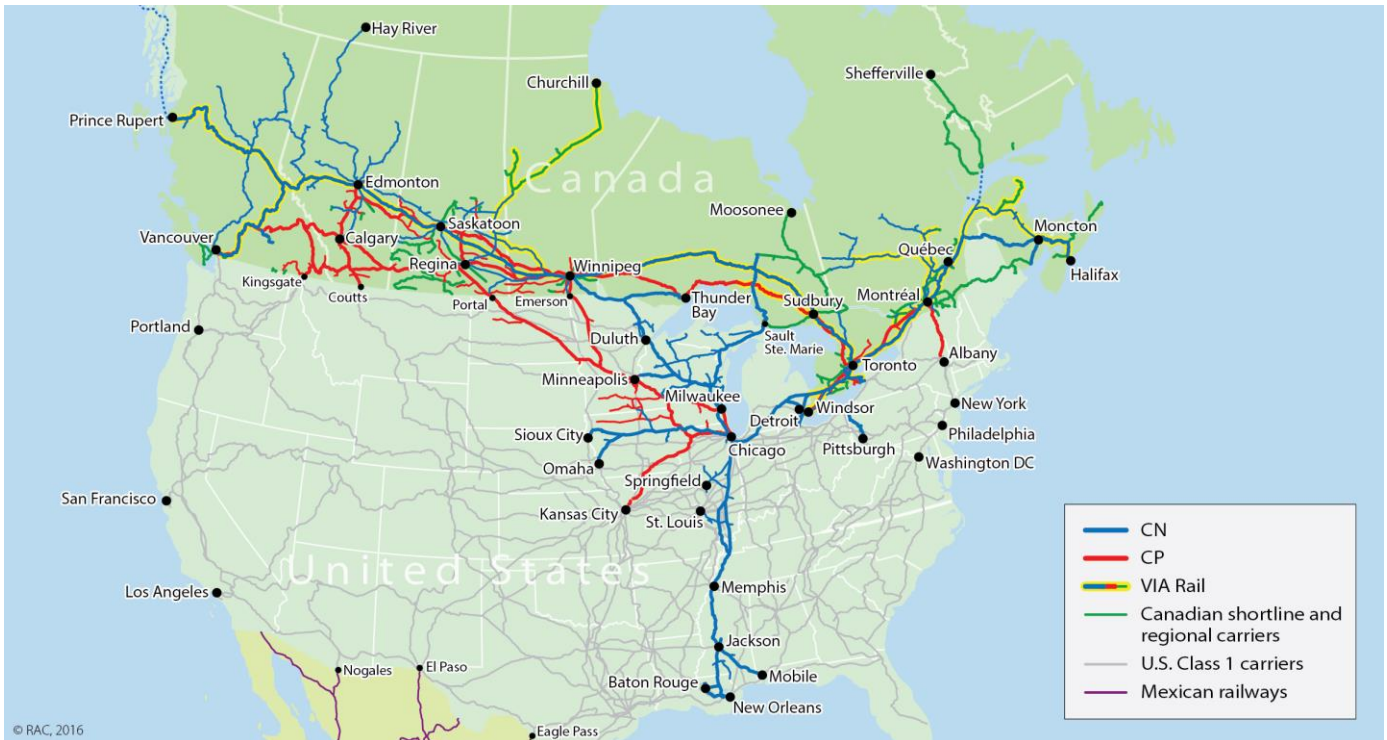 Hay River
Churchill
Shefferville
Prince Rupert
Canada
Edmonton
Moosonee
Saskatoon
Moncton
Vancouver
Calgary
Québec
Regina
Winnipeg
Halifax
Kingsgate
Coutts
Portal
Emerson
Thunder
Bay
Sudbury
Montréal
Portland
Duluth
Sault
Ste. Marie
Albany
Toronto
Minneapolis
Milwaukee
New York
Detroit
Windsor
Philadelphia
Sioux City
Chicago
Pittsburgh
Washington DC
Omaha
Springfield
San Francisco
Kansas City
St. Louis
United States
Memphis
Los Angeles
Jackson
Nogales
El Paso
Baton Rouge
Mobile
New Orleans
Eagle Pass
CN
CP
VIA Rail
Canadian shortline and
regional carriers
U.S. Class 1 carriers
Mexican railways
© RAC, 2016